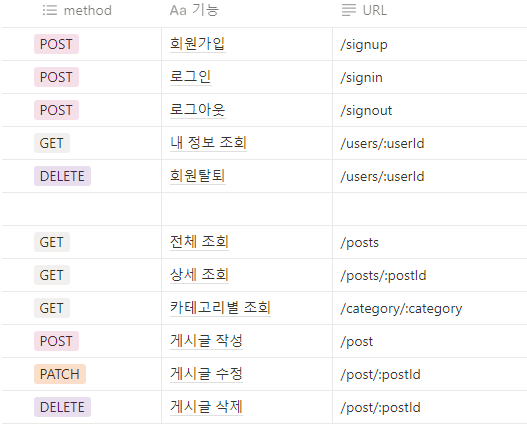 method Aa 기능 URL
POST 회원가입 /signup
POST 로그인 /signin
POST 로그아웃 /signout
GET 내 정보 조회 /users/:userId
DELETE 회원탈퇴 /users/:userId
GET 전체 조회 /posts
GET 상세 조회 /posts/:postId
GET 카테고리별 조회 /category/:category
POST 게시글 작성 /post
PATCH 게시글 수정 /post/:postId
DELETE 게시글 삭제 /post/:postId